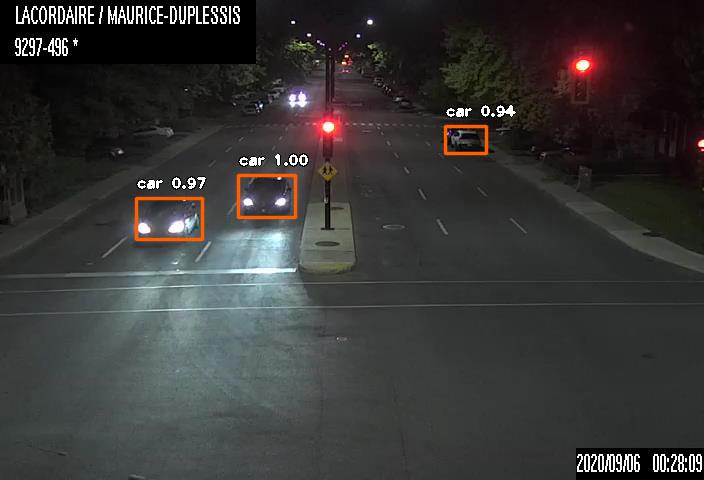 LACORDAIRE / MAURICE-DUPLESSIS
9297-496 *
car 0.94
car 1.00
car 0.97
2020/09/06 00:28:09